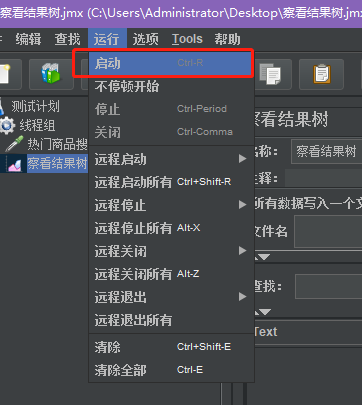 察看结果树.jmx (C:\Users\Administrator\Desktop\察看结果树.jm
件 编辑 查找 运行 选项 Tools 帮助
启动 Ctrl-R
不停顿开始
停止 Ctrl-Period
关闭 Ctrl-Comma
远程启动
远程启动所有 Ctrl+Shift-R
远程停止
远程停止所有 Alt-X
远程关闭
远程关闭所有 Alt-Z
远程退出
远程退出所有
清除 Ctrl+Shift-E
清除全部 Ctrl-E
测试计划
线程组
热门商品搜
察看结果树
察看结果树
名称： 察看结果树
注释：
所有数据写入一个文
文件名
查找：
Text